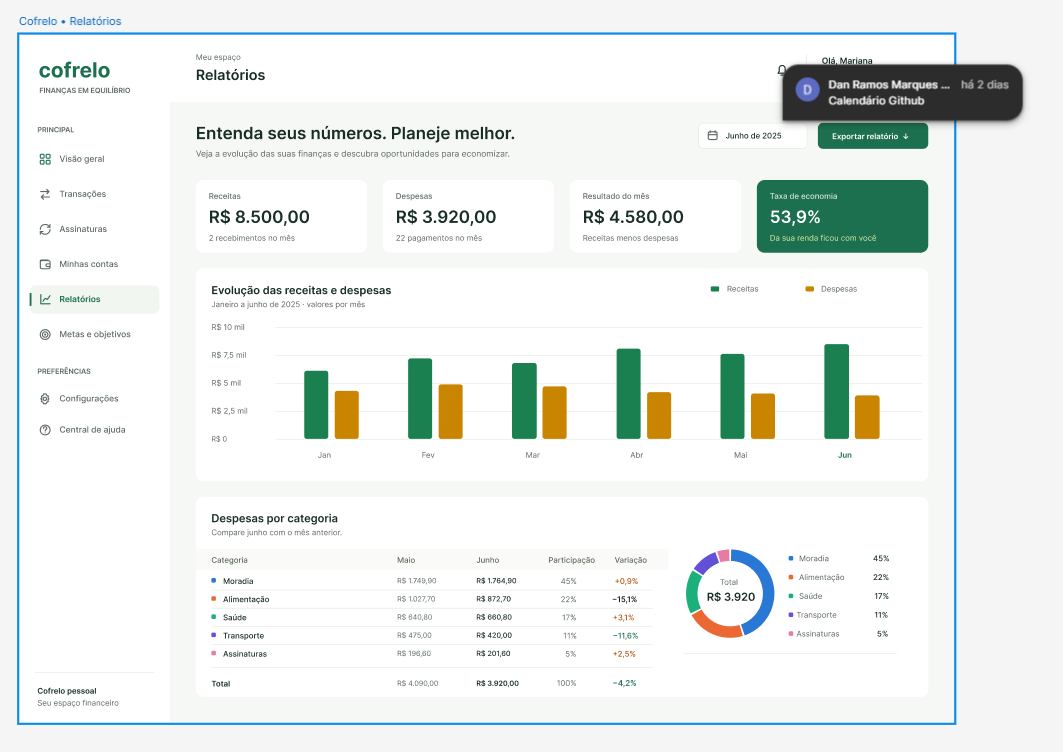 Cofrelo • Relatórios
cofrelo
FINANÇAS EM EQUILÍBRIO
PRINCIPAL
Visão geral
Transações
Assinaturas
Minhas contas
Relatórios
Metas e objetivos
PREFERÊNCIAS
Configurações
Central de ajuda
Cofrelo pessoal
Seu espaço financeiro
Meu espaço
Relatórios
Olá, Mariana
D
Dan Ramos Marques ... há 2 dias
Calendário Github
Entenda seus números. Planeje melhor.
Veja a evolução das suas finanças e descubra oportunidades para economizar.
Junho de 2025
Exportar relatório ↓
Receitas
R$ 8.500,00
2 recebimentos no mês
Despesas
R$ 3.920,00
22 pagamentos no mês
Resultado do mês
R$ 4.580,00
Receitas menos despesas
Taxa de economia
53,9%
Da sua renda ficou com você
Evolução das receitas e despesas
Janeiro a junho de 2025 · valores por mês
Receitas Despesas
R$ 10 mil
R$ 7,5 mil
R$ 5 mil
R$ 2,5 mil
R$ 0
Jan Fev Mar Abr Mai Jun
Despesas por categoria
Compare junho com o mês anterior.
Categoria Maio Junho Participação Variação
Moradia R$ 1.749,90 R$ 1.764,90 45% +0,9%
Alimentação R$ 1.027,70 R$ 872,70 22% −15,1%
Saúde R$ 640,80 R$ 660,80 17% +3,1%
Transporte R$ 475,00 R$ 420,00 11% −11,6%
Assinaturas R$ 196,60 R$ 201,60 5% +2,5%
Total R$ 4.090,00 R$ 3.920,00 100% −4,2%
Total
R$ 3.920
Moradia 45%
Alimentação 22%
Saúde 17%
Transporte 11%
Assinaturas 5%